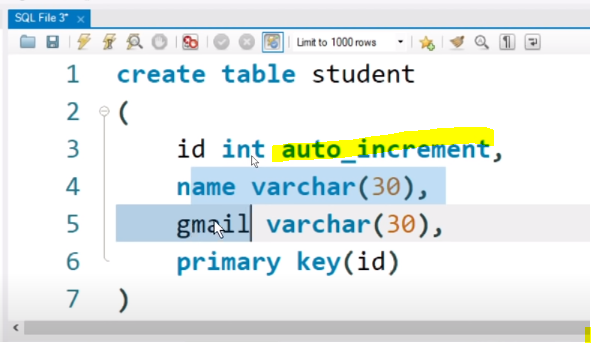 SQL File 3*
Limit to 1000 rows
1 create table student
2 (
3 id int auto_increment,
4 name varchar(30),
5 gmail varchar(30),
6 primary key(id)
7 )